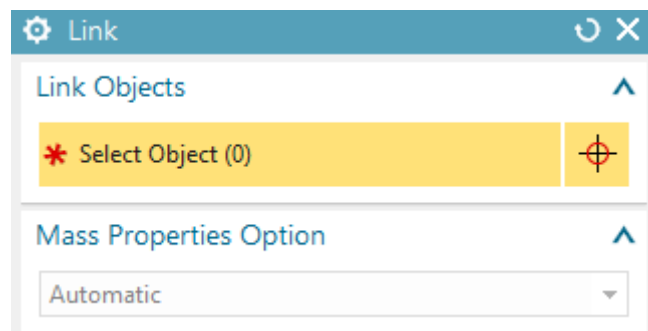 Link
Link Objects
* Select Object (0)
Mass Properties Option
Automatic